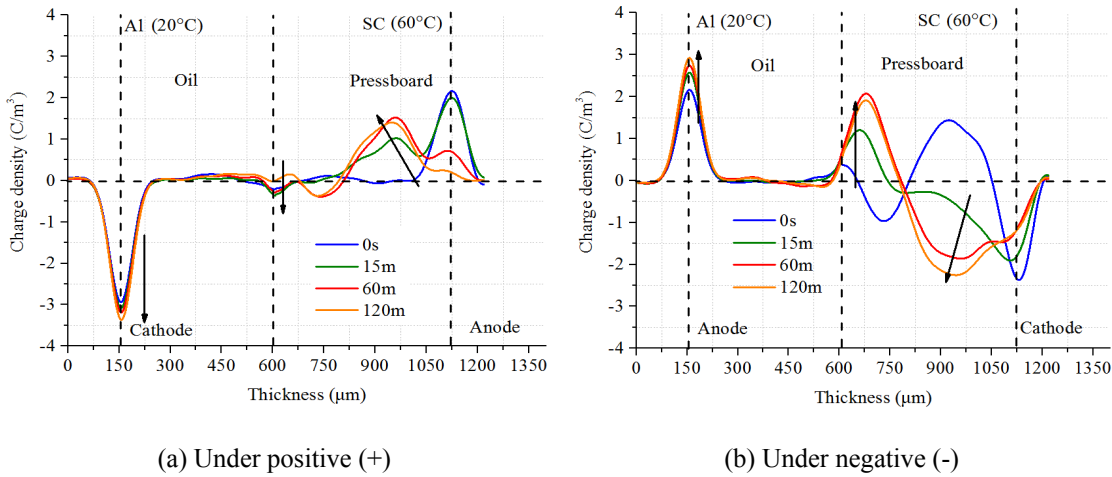 Al (20°C)
SC (60°C)
Oil
Pressboard
Charge density (C/m³)
4
3
2
1
0
-1
-2
-3
-4
0s
15m
60m
120m
Cathode
Anode
0 150 300 450 600 750 900 1050 1200 1350
Thickness (μm)
(a) Under positive (+)
Al (20°C)
SC (60°C)
Oil
Pressboard
Charge density (C/m³)
4
3
2
1
0
-1
-2
-3
-4
0s
15m
60m
120m
Anode
Cathode
0 150 300 450 600 750 900 1050 1200 1350
Thickness (μm)
(b) Under negative (-)